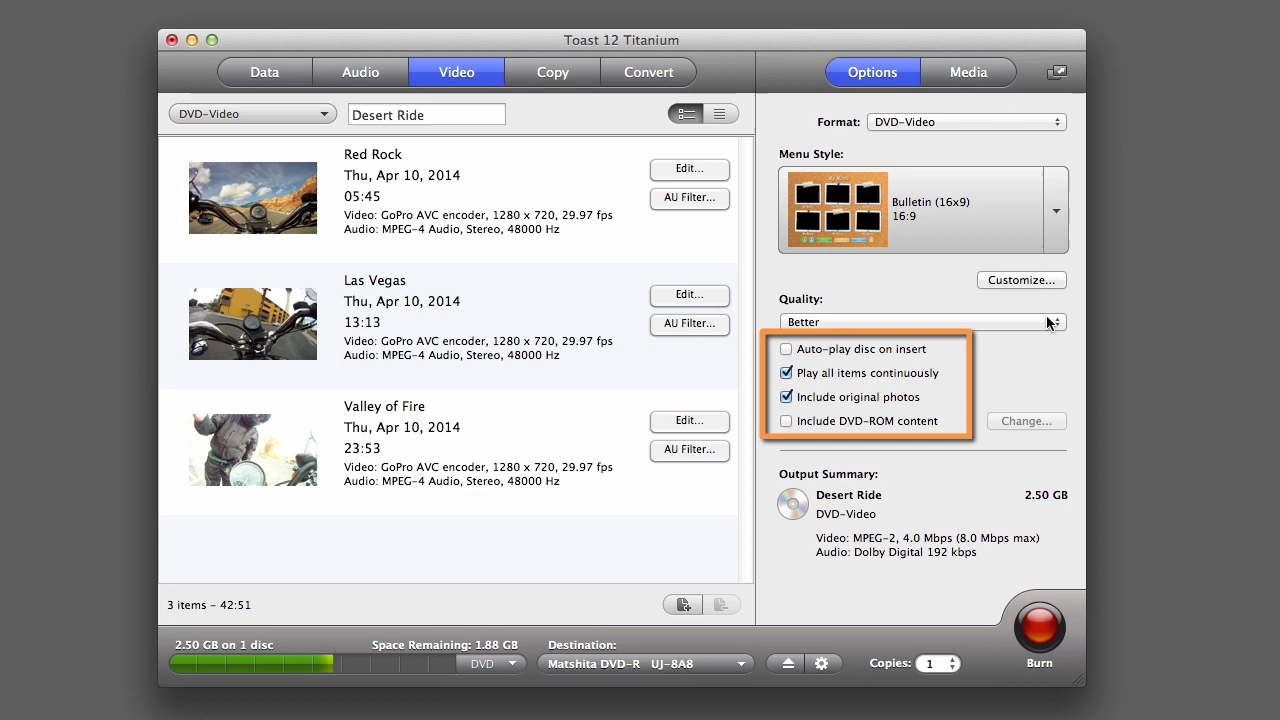 Toast 12 Titanium
Data
Audio
Video
Copy
Convert
Options
Media
DVD-Video
Desert Ride
Red Rock
Thu, Apr 10, 2014
05:45
Video: GoPro AVC encoder, 1280 x 720, 29.97 fps
Audio: MPEG-4 Audio, Stereo, 48000 Hz
Edit...
AU Filter...
Las Vegas
Thu, Apr 10, 2014
13:13
Video: GoPro AVC encoder, 1280 x 720, 29.97 fps
Audio: MPEG-4 Audio, Stereo, 48000 Hz
Edit...
AU Filter...
Valley of Fire
Thu, Apr 10, 2014
23:53
Video: GoPro AVC encoder, 1280 x 720, 29.97 fps
Audio: MPEG-4 Audio, Stereo, 48000 Hz
Edit...
AU Filter...
3 items - 42:51
Format: DVD-Video
Menu Style:
Bulletin (16x9)
16:9
Customize...
Quality:
Better
Auto-play disc on insert
Play all items continuously
Include original photos
Include DVD-ROM content
Change...
Output Summary:
Desert Ride 2.50 GB
DVD-Video
Video: MPEG-2, 4.0 Mbps (8.0 Mbps max)
Audio: Dolby Digital 192 kbps
2.50 GB on 1 disc
Space Remaining: 1.88 GB
DVD
Destination:
Matshita DVD-R UJ-8A8
Copies: 1
Burn